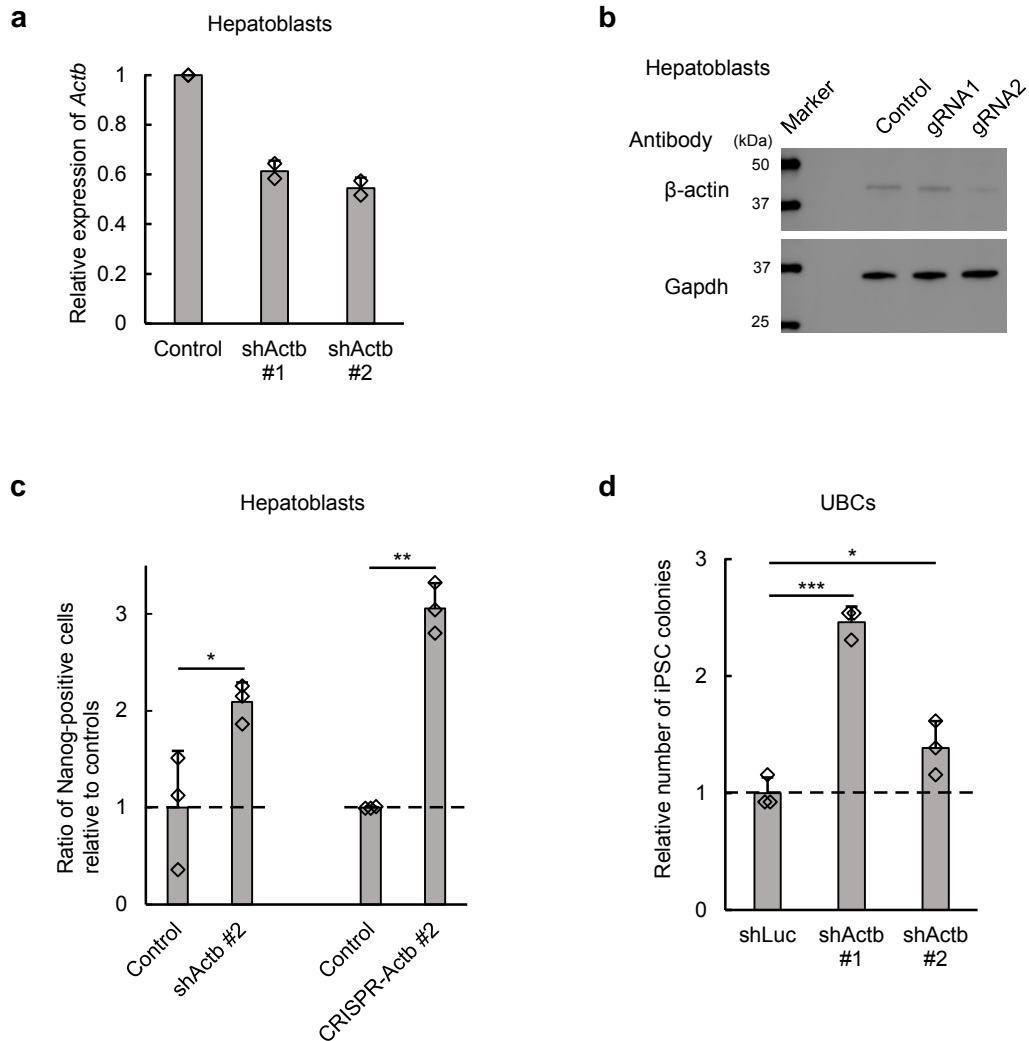 a
Hepatoblasts
Relative expression of Actb
1
0.8
0.6
0.4
0.2
0
Control
shActb
#1
shActb
#2
b
Hepatoblasts
Marker
Control
gRNA1
gRNA2
Antibody
(kDa)
β-actin
50
37
Gapdh
37
25
c
Hepatoblasts
Ratio of Nanog-positive cells
relative to controls
3
2
1
0
*
**
Control
shActb #2
Control
CRISPR-Actb #2
d
UBCs
Relative number of iPSC colonies
3
2
1
0
*
***
shLuc
shActb
#1
shActb
#2